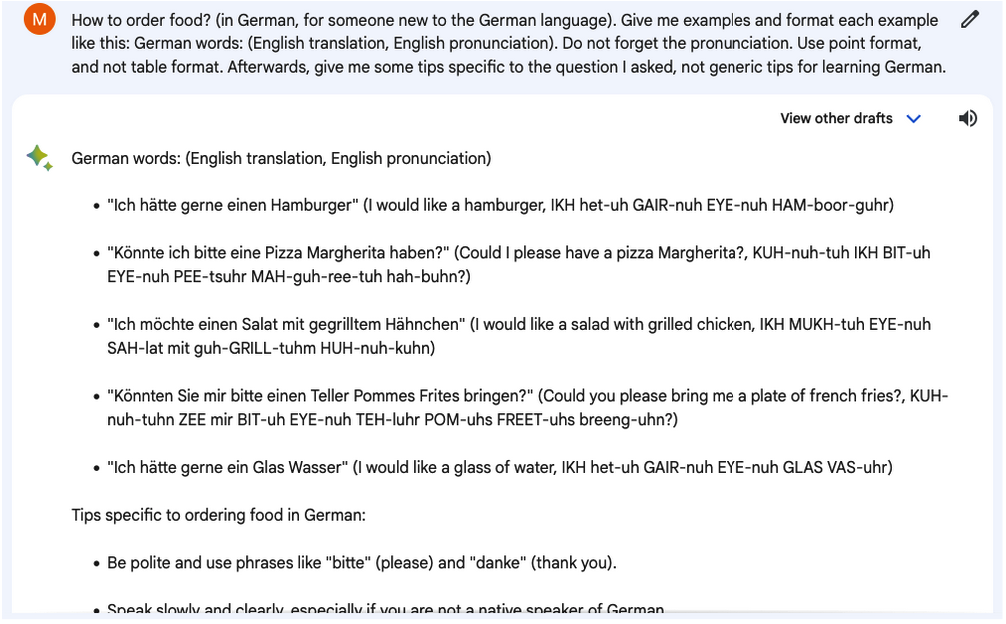 M
How to order food? (in German, for someone new to the German language). Give me examples and format each example
like this: German words: (English translation, English pronunciation). Do not forget the pronunciation. Use point format,
and not table format. Afterwards, give me some tips specific to the question I asked, not generic tips for learning German.
View other drafts
German words: (English translation, English pronunciation)
• "Ich hätte gerne einen Hamburger" (I would like a hamburger, IKH het-uh GAIR-nuh EYE-nuh HAM-boor-guhr)
• "Könnte ich bitte eine Pizza Margherita haben?" (Could I please have a pizza Margherita?, KUH-nuh-tuh IKH BIT-uh
EYE-nuh PEE-tsuhr MAH-guh-ree-tuh hah-buhn?)
• "Ich möchte einen Salat mit gegrilltem Hähnchen" (I would like a salad with grilled chicken, IKH MUKH-tuh EYE-nuh
SAH-lat mit guh-GRILL-tuhm HUH-nuh-kuhn)
• "Könnten Sie mir bitte einen Teller Pommes Frites bringen?" (Could you please bring me a plate of french fries?, KUH-
nuh-tuhn ZEE mir BIT-uh EYE-nuh TEH-luhr POM-uhs FREET-uhs breeng-uhn?)
• "Ich hätte gerne ein Glas Wasser" (I would like a glass of water, IKH het-uh GAIR-nuh EYE-nuh GLAS VAS-uhr)
Tips specific to ordering food in German:
• Be polite and use phrases like "bitte" (please) and "danke" (thank you).
• Speak slowly and clearly, especially if you are not a native speaker of German